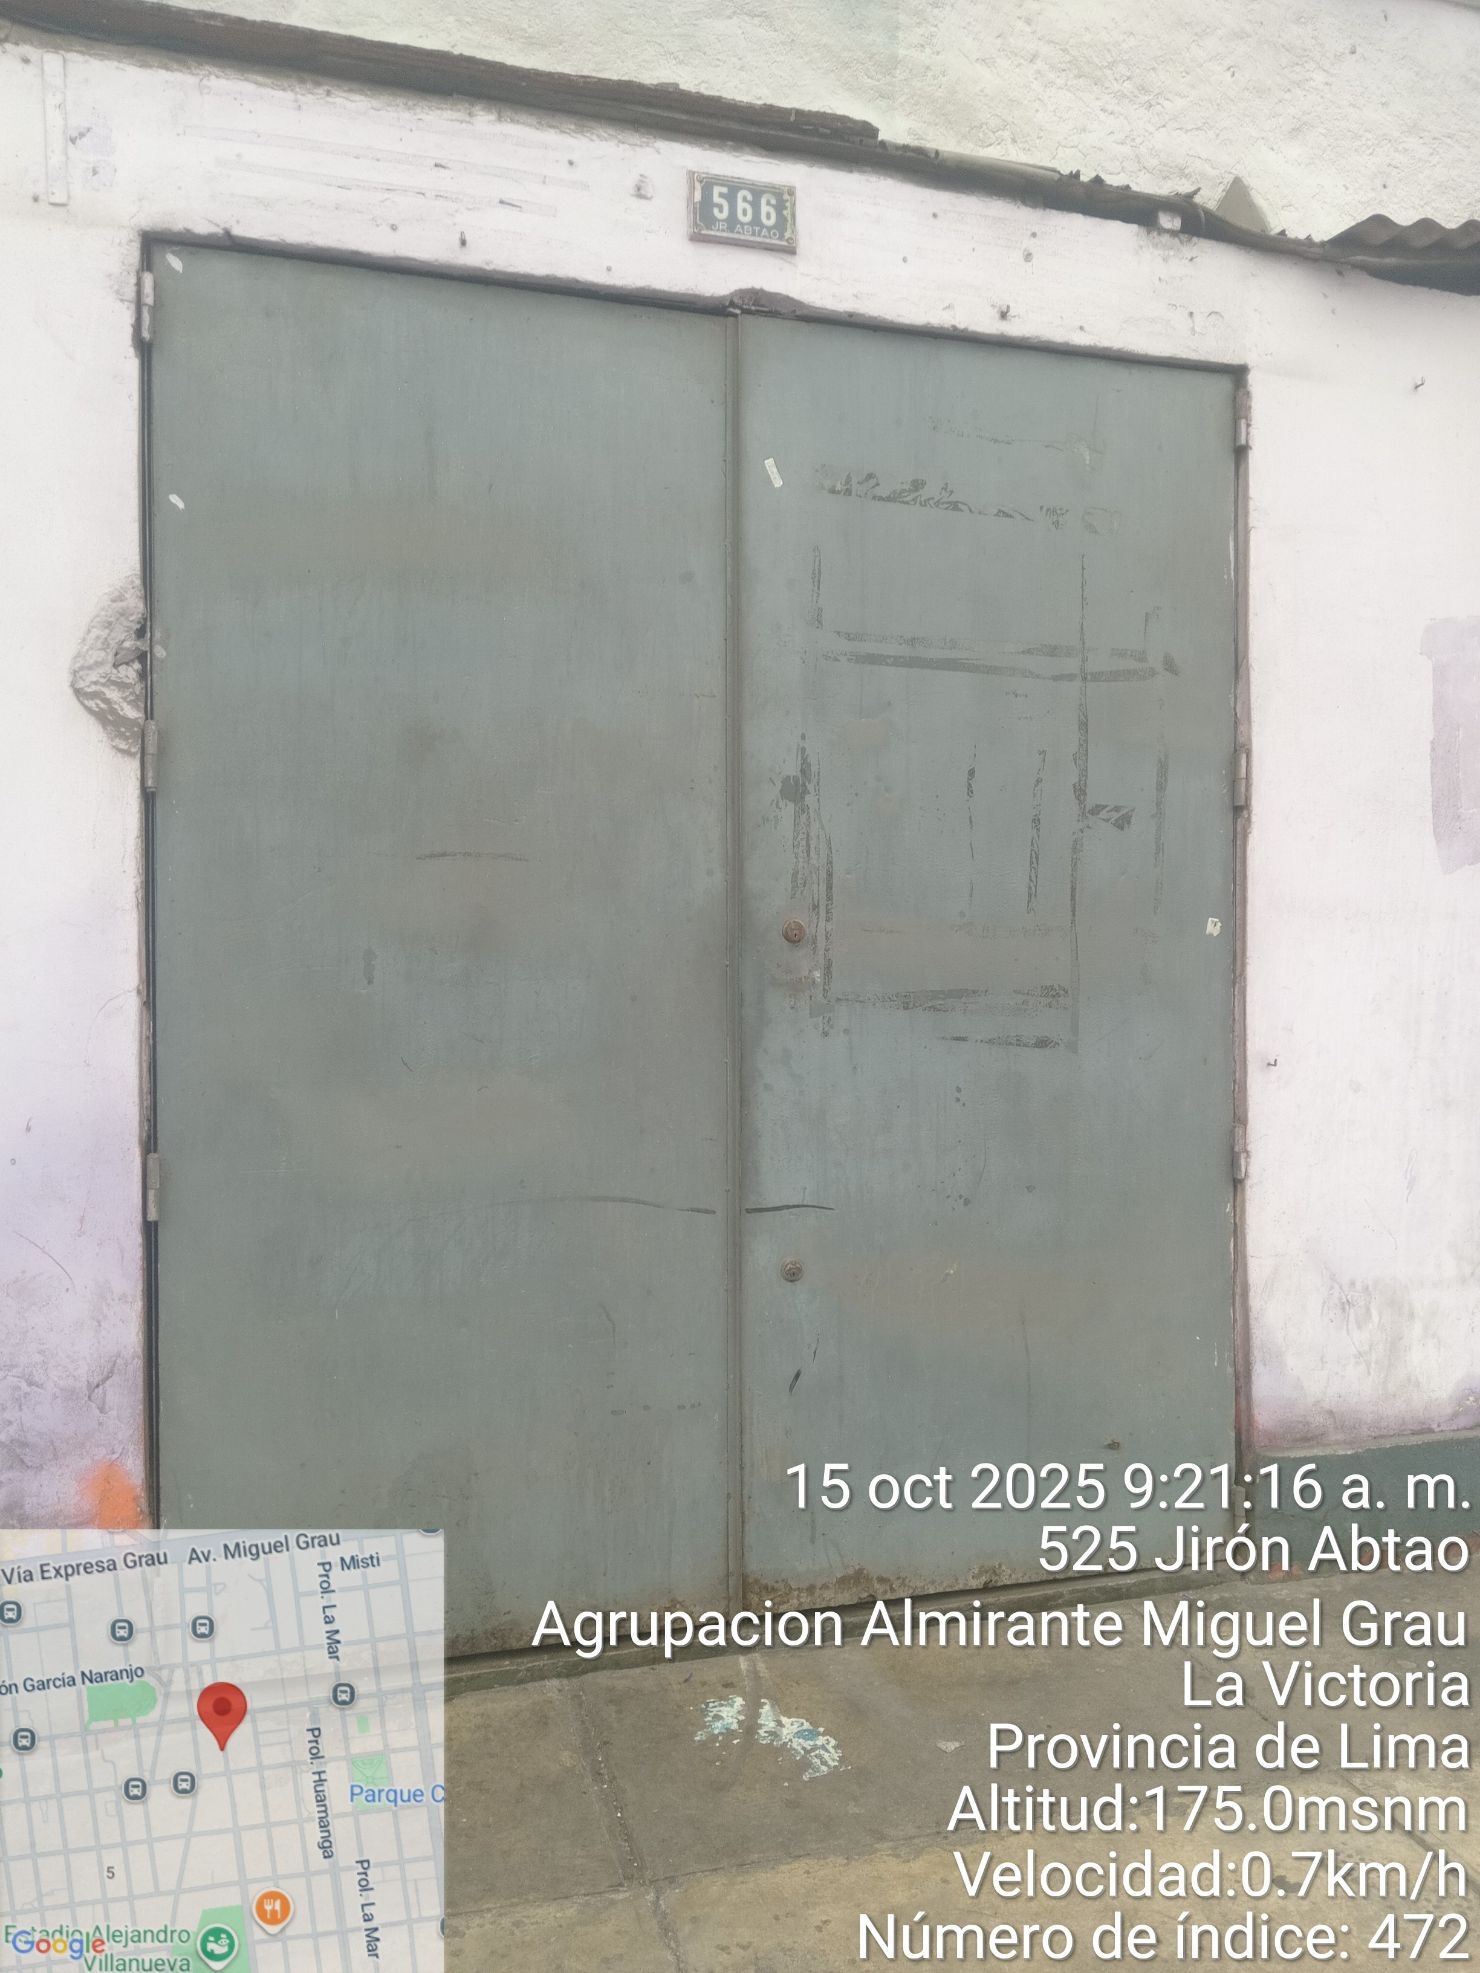 566
JR. ABTAO
15 oct 2025 9:21:16 a. m.
525 Jirón Abtao
Agrupacion Almirante Miguel Grau
La Victoria
Provincia de Lima
Altitud:175.0msnm
Velocidad:0.7km/h
Número de índice: 472
Vía Expresa Grau
Av. Miguel Grau
Misti
Prol. La Mar
ón García Naranjo
Prol. Huamanga
Parque C
5
Prol. La Mar
Estadio Alejandro
Villanueva
Google